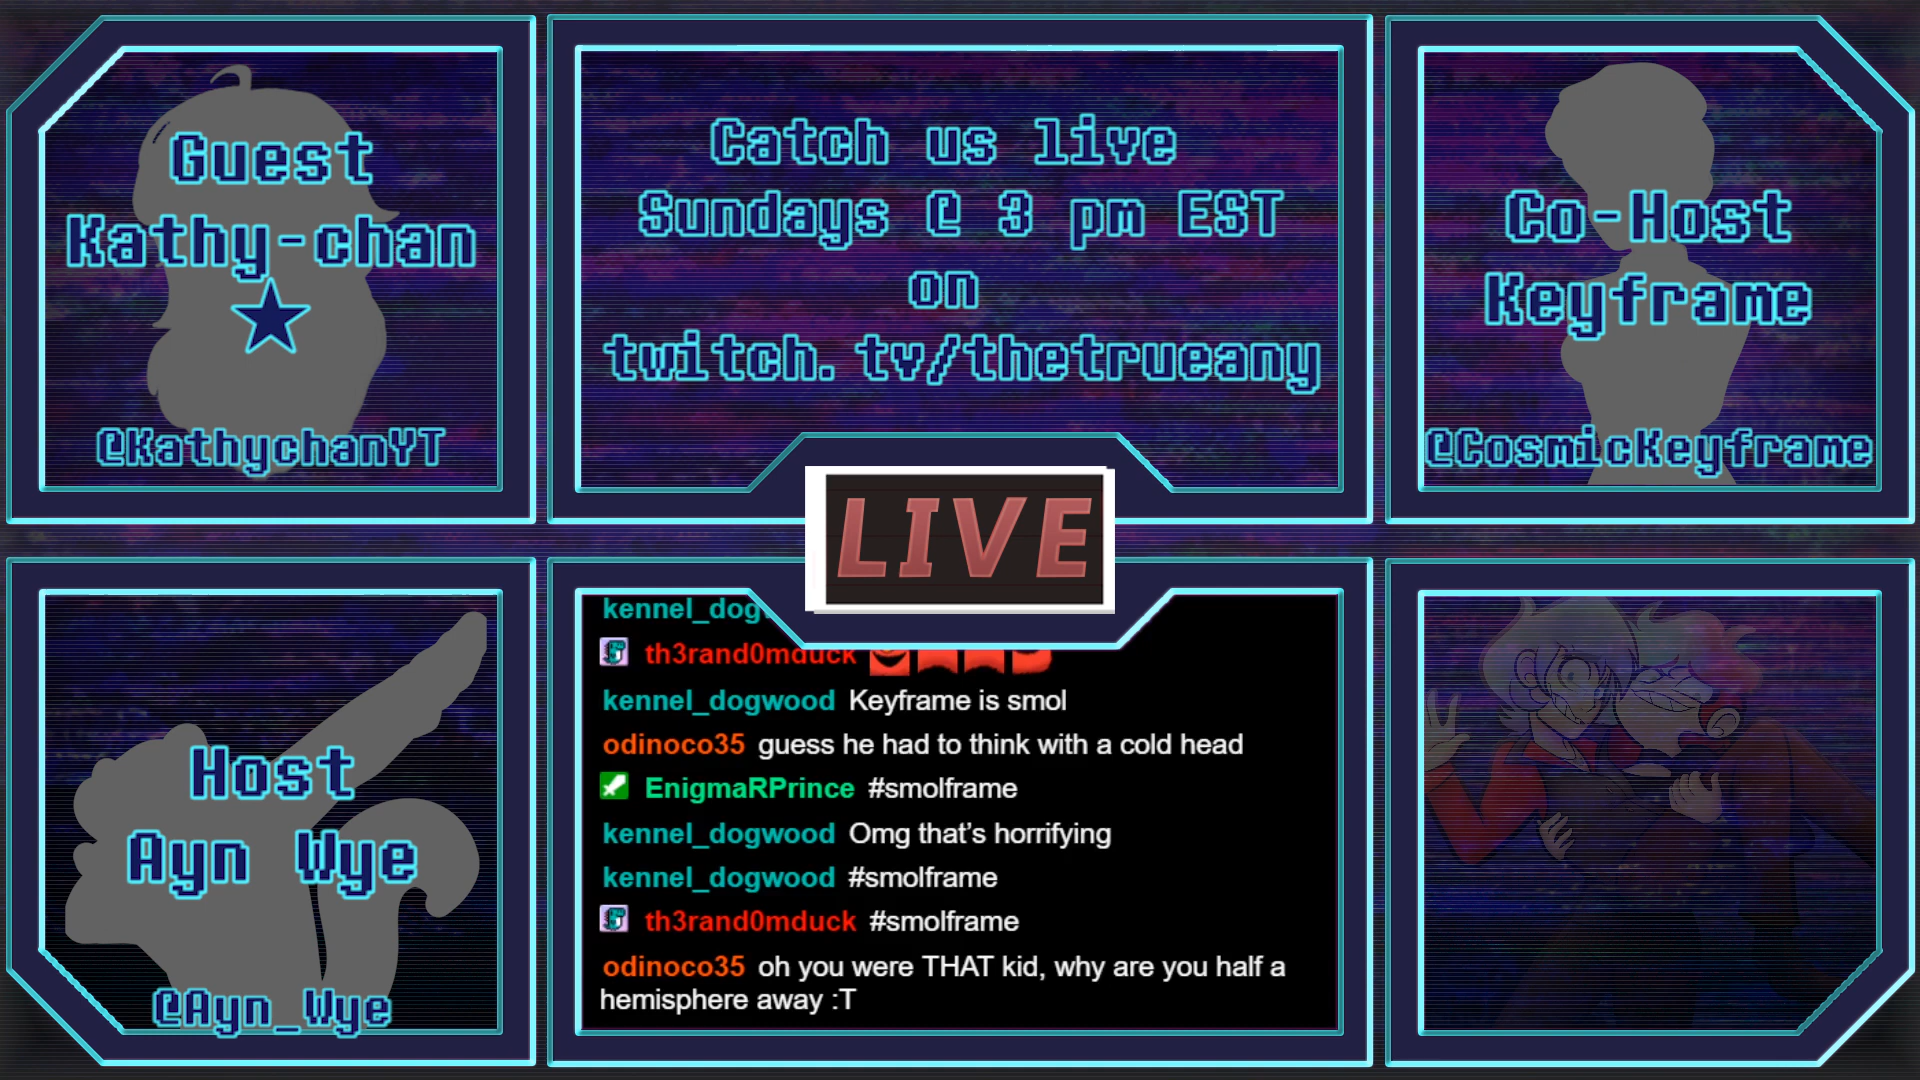 Guest
Kathy-chan
★
@KathychanYT
Catch us live
Sundays @ 3 pm EST
on
twitch.tv/thetrueany
Co-Host
Keyframe
@CosmicKeyframe
LIVE
Host
Ayn Wye
@Ayn_Wye
kennel_dog
th3rand0mduck
kennel_dogwood Keyframe is smol
odinoco35 guess he had to think with a cold head
EnigmaRPrince #smolframe
kennel_dogwood Omg that's horrifying
kennel_dogwood #smolframe
th3rand0mduck #smolframe
odinoco35 oh you were THAT kid, why are you half a
hemisphere away :T